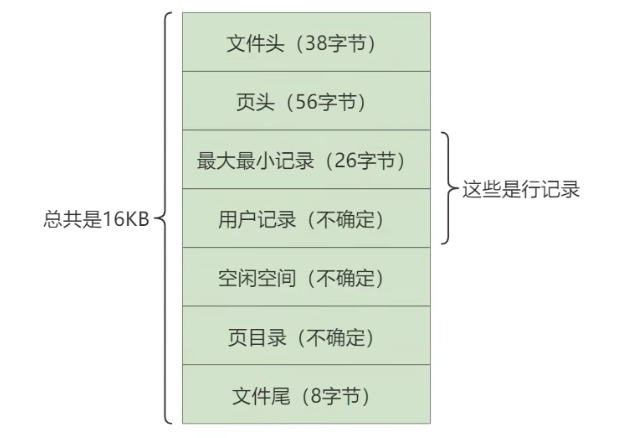 文件头（38字节）
页头（56字节）
最大最小记录（26字节）
这些是行记录
总共是16KB
用户记录（不确定）
空闲空间（不确定）
页目录（不确定）
文件尾（8字节）